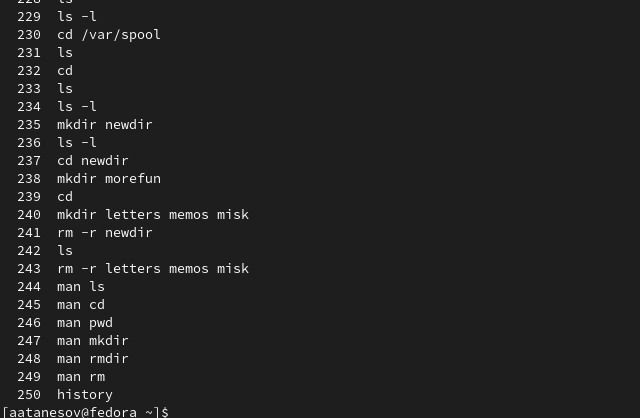 228 ls
229 ls -l
230 cd /var/spool
231 ls
232 cd
233 ls
234 ls -l
235 mkdir newdir
236 ls -l
237 cd newdir
238 mkdir morefun
239 cd
240 mkdir letters memos misk
241 rm -r newdir
242 ls
243 rm -r letters memos misk
244 man ls
245 man cd
246 man pwd
247 man mkdir
248 man rmdir
249 man rm
250 history
[aatanesov@fedora ~]$